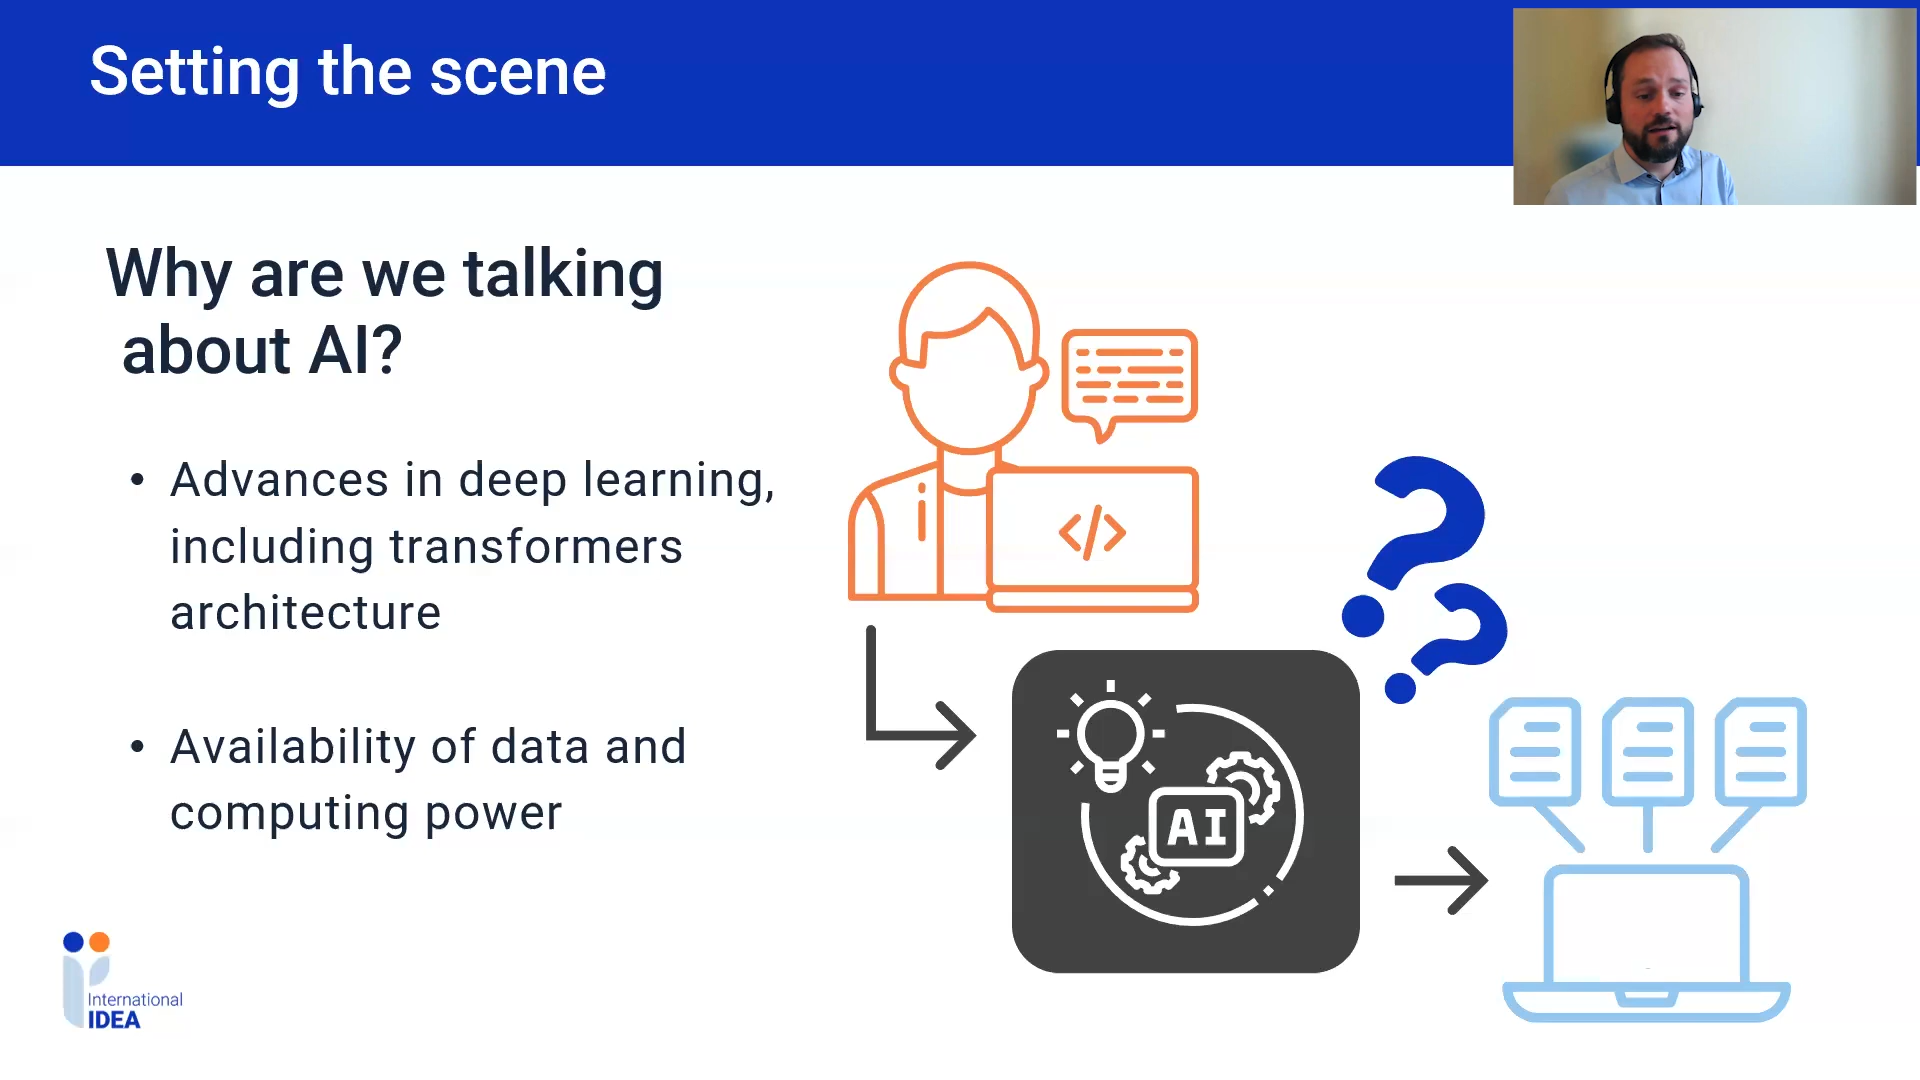 Setting the scene
Why are we talking
about AI?
• Advances in deep learning,
including transformers
architecture
• Availability of data and
computing power
</>
AI
??
International
IDEA